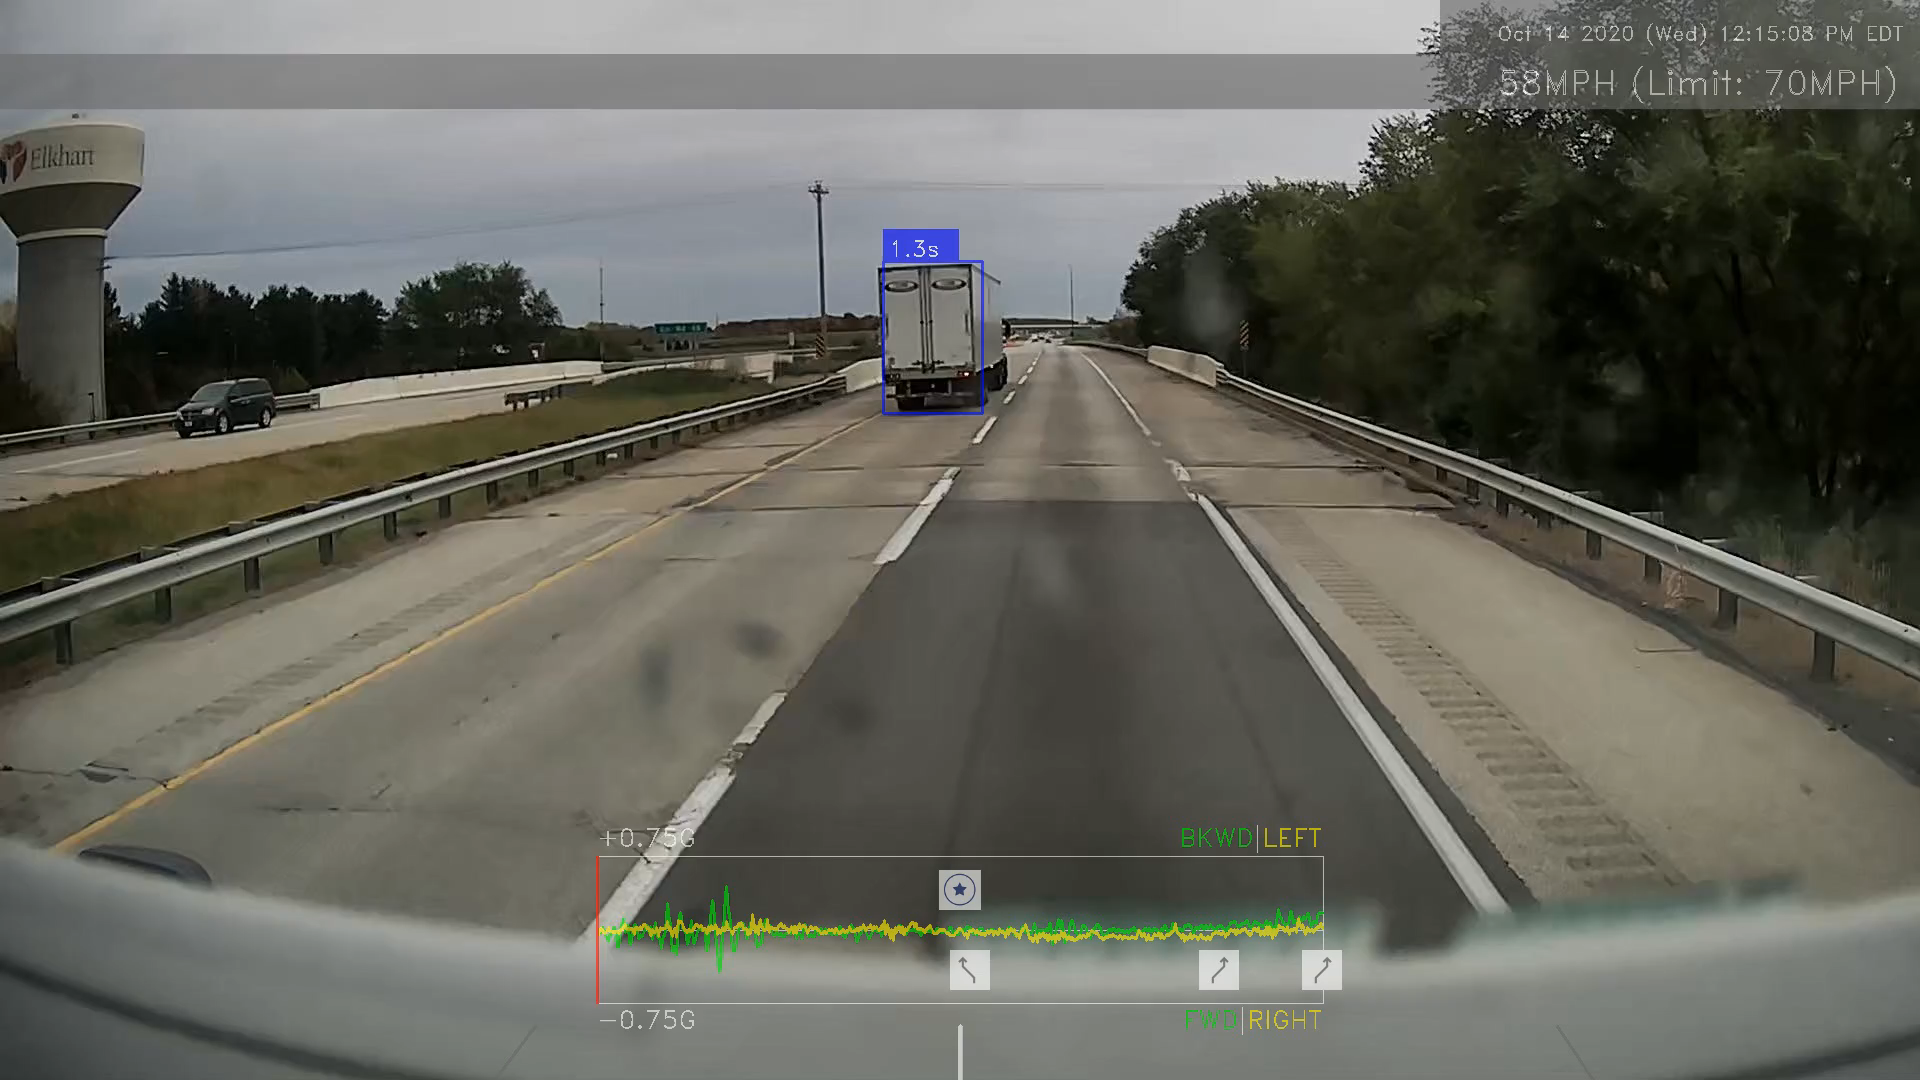 Oct 14 2020 (Wed) 12:15:08 PM EDT
58MPH (Limit: 70MPH)
Elkhart
1.3s
+0.75G
BKWD|LEFT
-0.75G
FWD|RIGHT